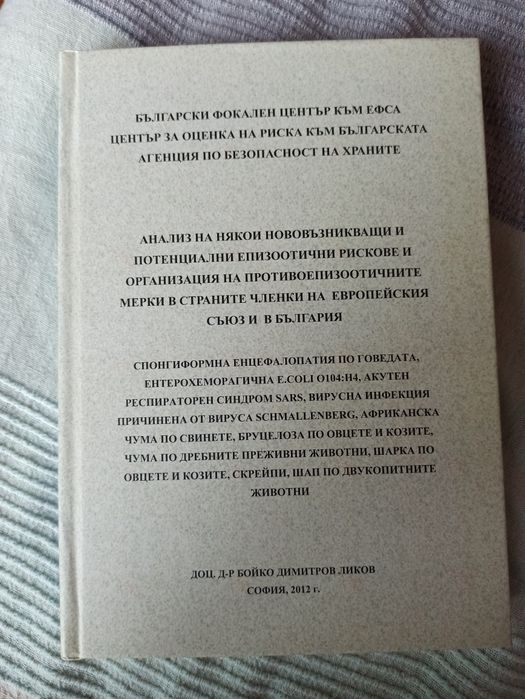 БЪЛГАРСКИ ФОКАЛЕН ЦЕНТЪР КЪМ ЕФСА
ЦЕНТЪР ЗА ОЦЕНКА НА РИСКА КЪМ БЪЛГАРСКАТА
АГЕНЦИЯ ПО БЕЗОПАСНОСТ НА ХРАНИТЕ
АНАЛИЗ НА НЯКОИ НОВОВЪЗНИКВАЩИ И
ПОТЕНЦИАЛНИ ЕПИЗООТИЧНИ РИСКОВЕ И
ОРГАНИЗАЦИЯ НА ПРОТИВОЕПИЗООТИЧНИТЕ
МЕРКИ В СТРАНИТЕ ЧЛЕНКИ НА ЕВРОПЕЙСКИЯ
СЪЮЗ И В БЪЛГАРИЯ
СПОНГИФОРМНА ЕНЦЕФАЛОПАТИЯ ПО ГОВЕДАТА,
ЕНТЕРОХЕМОРАГИЧНА E.COLI O104:H4, АКУТЕН
РЕСПИРАТОРЕН СИНДРОМ SARS, ВИРУСНА ИНФЕКЦИЯ
ПРИЧИНЕНА ОТ ВИРУСА SCHMALLENBERG, АФРИКАНСКА
ЧУМА ПО СВИНЕТЕ, БРУЦЕЛОЗА ПО ОВЦЕТЕ И КОЗИТЕ,
ЧУМА ПО ДРЕБНИТЕ ПРЕЖИВНИ ЖИВОТНИ, ШАРКА ПО
ОВЦЕТЕ И КОЗИТЕ, СКРЕЙПИ, ШАП ПО ДВУКОПИТНИТЕ
ЖИВОТНИ
ДОЦ. Д-Р БОЙКО ДИМИТРОВ ЛИКОВ
СОФИЯ, 2012 г.